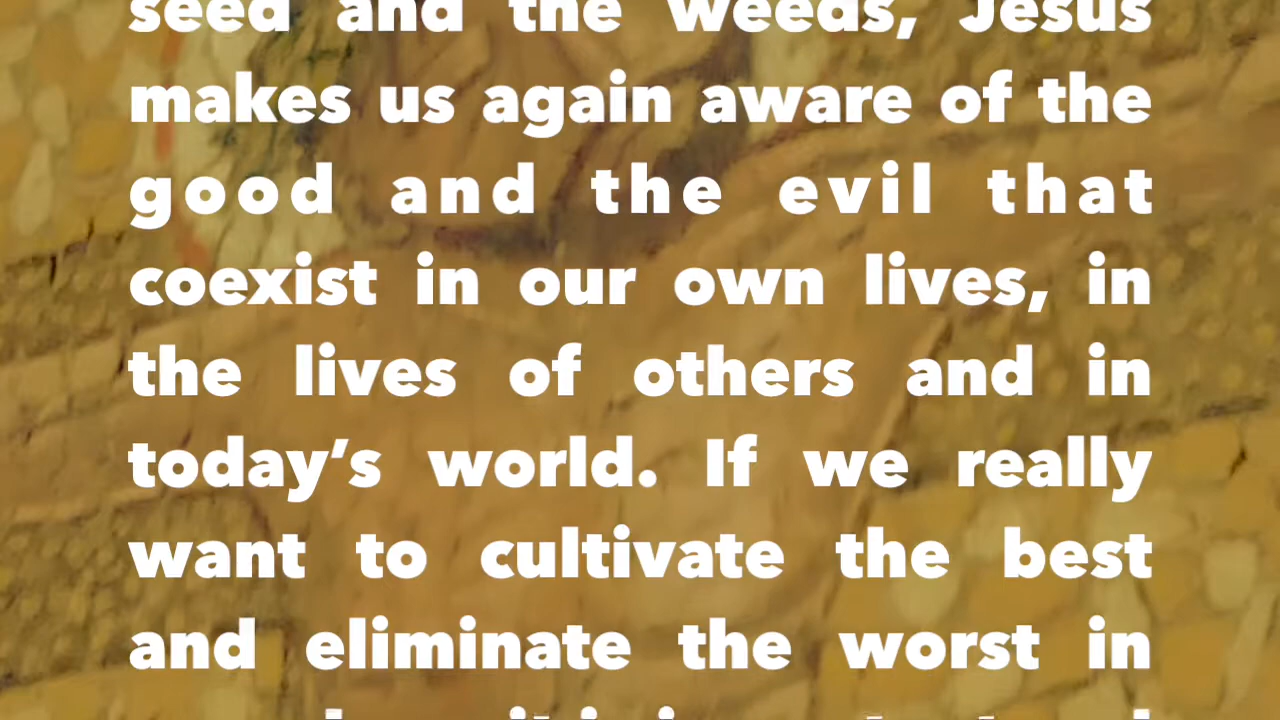 seed and the weeds, Jesus
makes us again aware of the
good and the evil that
coexist in our own lives, in
the lives of others and in
today’s world. If we really
want to cultivate the best
and eliminate the worst in